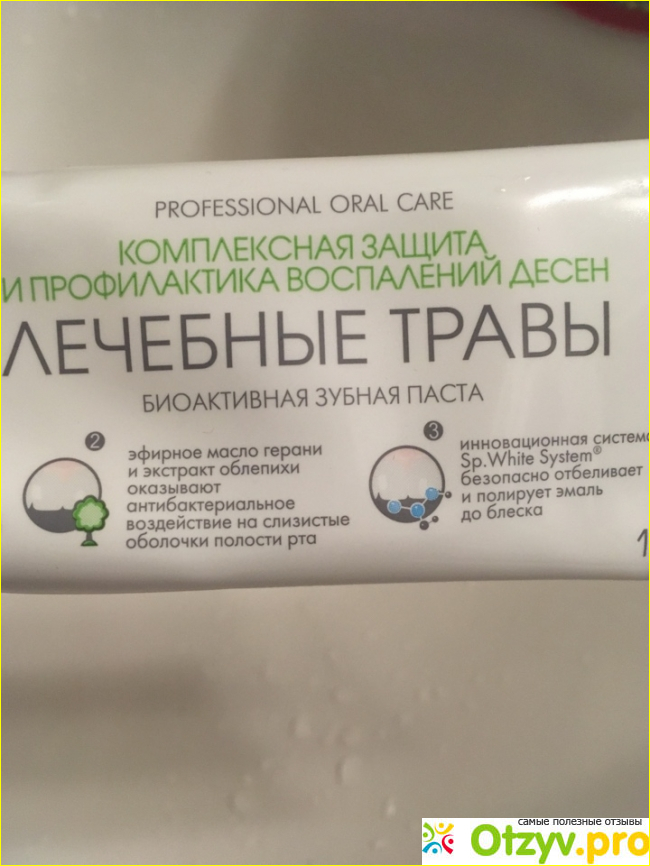 PROFESSIONAL ORAL CARE
КОМПЛЕКСНАЯ ЗАЩИТА
И ПРОФИЛАКТИКА ВОСПАЛЕНИЙ ДЕСЕН
ЛЕЧЕБНЫЕ ТРАВЫ
БИОАКТИВНАЯ ЗУБНАЯ ПАСТА
2
эфирное масло герани
и экстракт облепихи
оказывают
антибактериальное
воздействие на слизистые
оболочки полости рта
3
инновационная система
Sp.White System®
безопасно отбеливает
и полирует эмаль
до блеска
1
самые полезные отзывы
Otzyv.pro